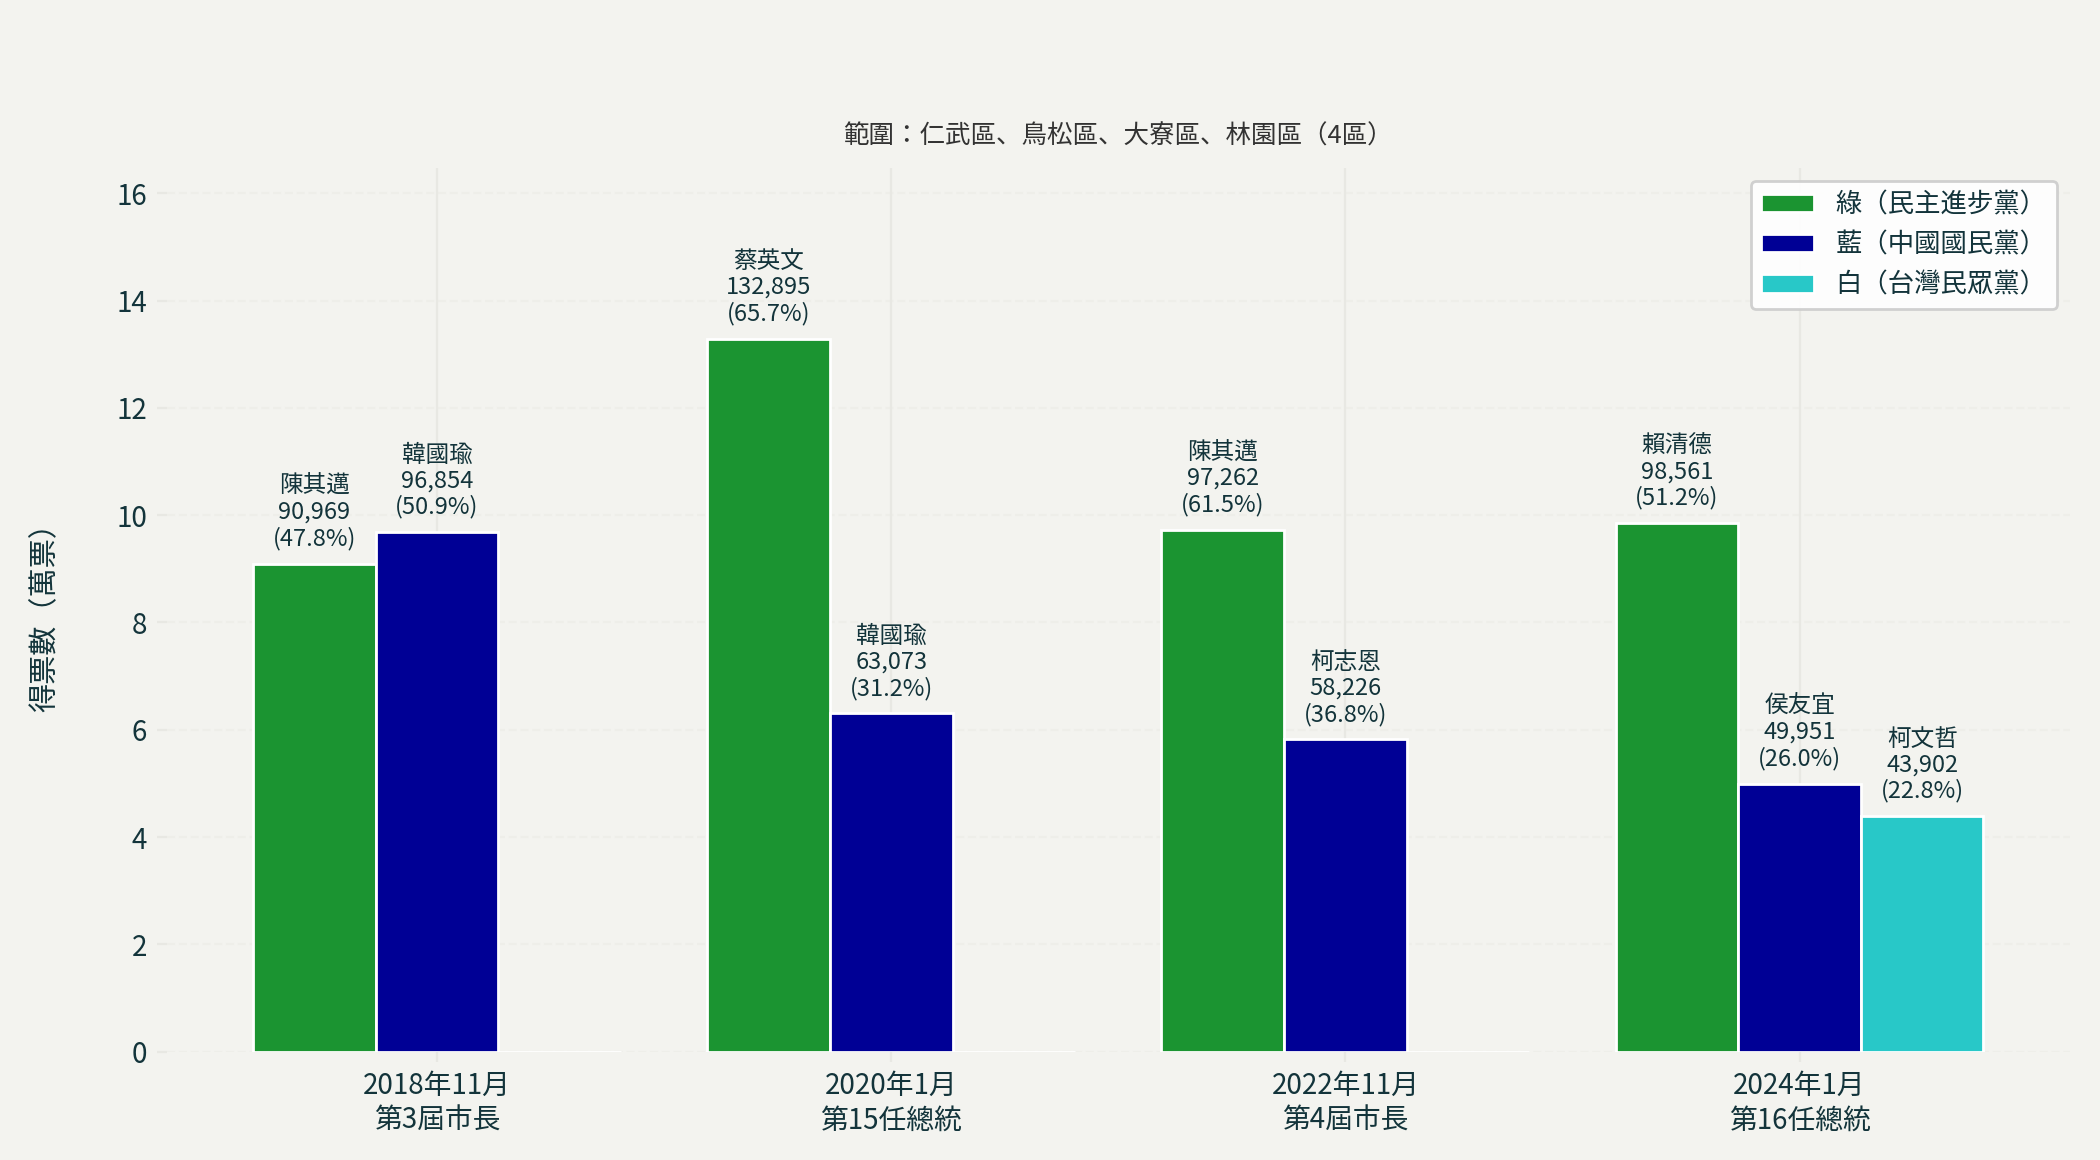 範圍：仁武區、鳥松區、大寮區、林園區（4區）
綠（民主進步黨）
藍（中國國民黨）
白（台灣民眾黨）
得票數（萬票）
16
14
12
10
8
6
4
2
0
陳其邁
90,969
(47.8%)
韓國瑜
96,854
(50.9%)
蔡英文
132,895
(65.7%)
韓國瑜
63,073
(31.2%)
陳其邁
97,262
(61.5%)
柯志恩
58,226
(36.8%)
賴清德
98,561
(51.2%)
侯友宜
49,951
(26.0%)
柯文哲
43,902
(22.8%)
2018年11月
第3屆市長
2020年1月
第15任總統
2022年11月
第4屆市長
2024年1月
第16任總統